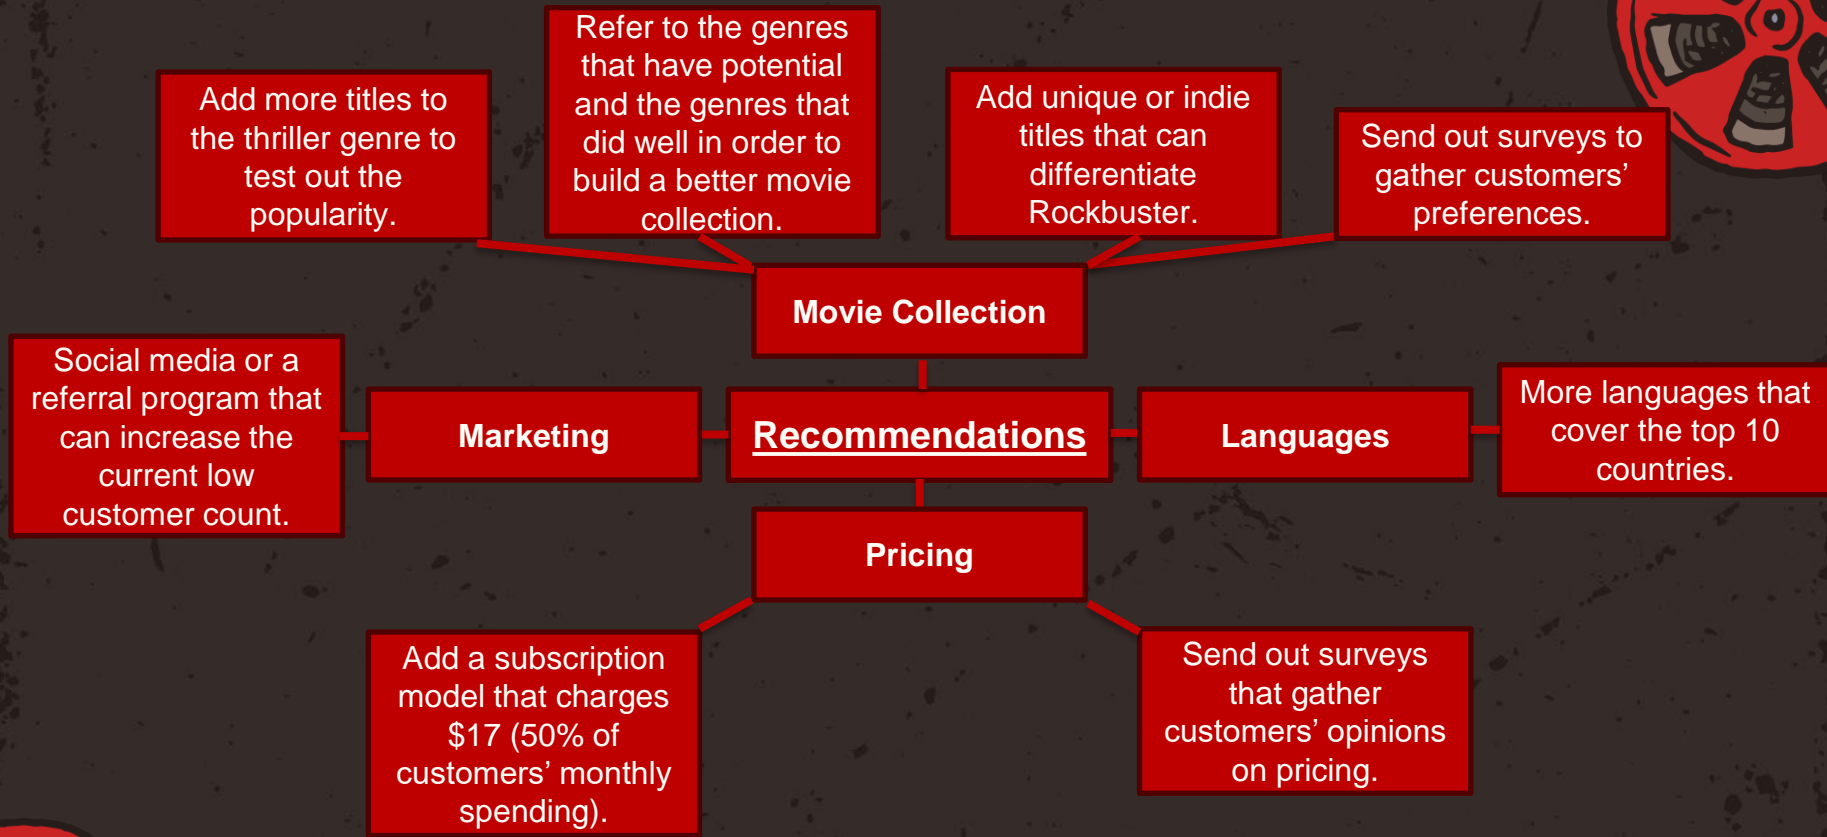 Add more titles to
the thriller genre to
test out the
popularity.
Refer to the genres
that have potential
and the genres that
did well in order to
build a better movie
collection.
Add unique or indie
titles that can
differentiate
Rockbuster.
Send out surveys to
gather customers’
preferences.
Movie Collection
Social media or a
referral program that
can increase the
current low
customer count.
Marketing
Recommendations
Languages
More languages that
cover the top 10
countries.
Pricing
Add a subscription
model that charges
$17 (50% of
customers’ monthly
spending).
Send out surveys
that gather
customers’ opinions
on pricing.